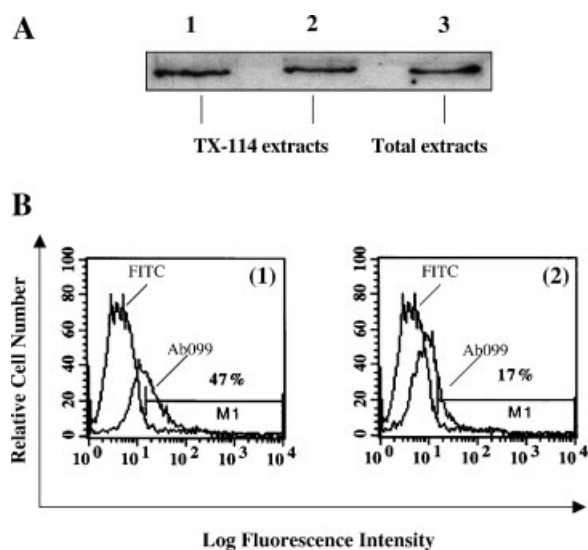 A
1 2 3
TX-114 extracts Total extracts
B
Relative Cell Number
100
80
60
40
20
0
FITC
(1)
Ab099
47%
M1
10^0 10^1 10^2 10^3 10^4
100
80
60
40
20
0
FITC
(2)
Ab099
17%
M1
10^0 10^1 10^2 10^3 10^4
Log Fluorescence Intensity